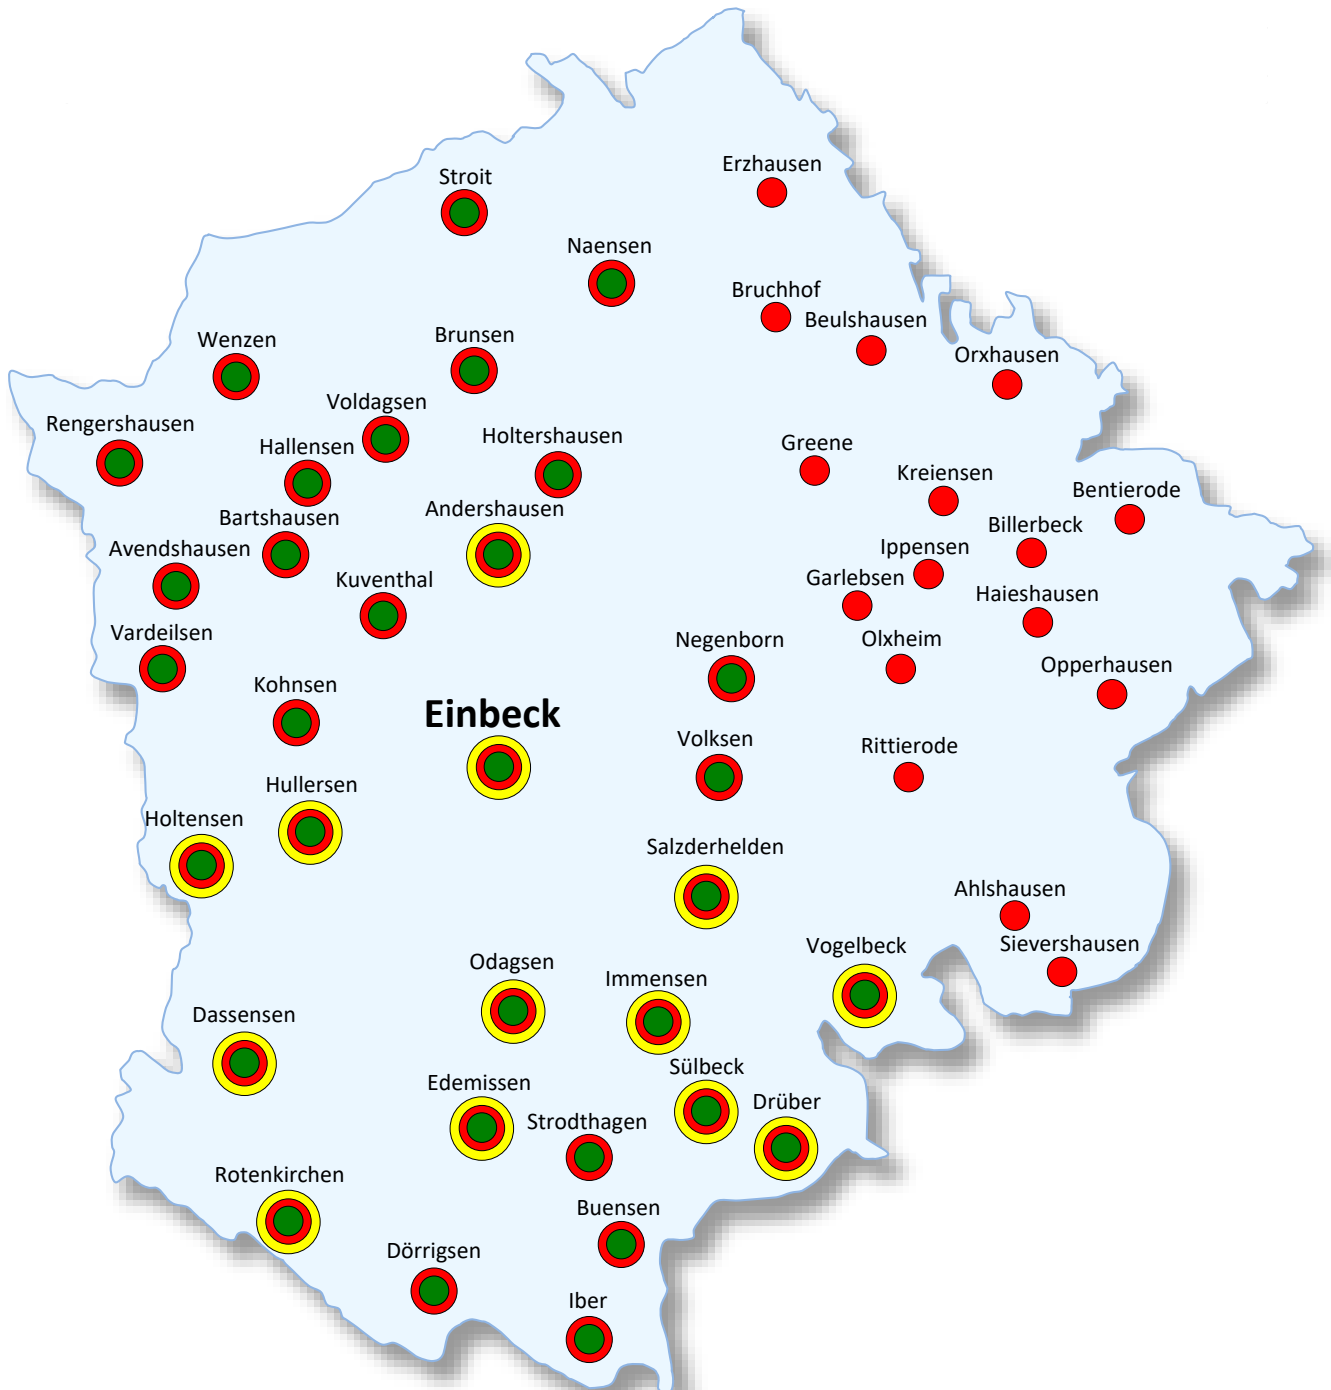 Erzhausen
Stroit
Naensen
Bruchhof
Beulshausen
Wenzen
Brunsen
Orxhausen
Voldagsen
Rengershausen
Holtershausen
Greene
Hallensen
Kreiensen
Bentierode
Andershausen
Bartshausen
Billerbeck
Avendshausen
Ippensen
Kuventhal
Garlebsen
Haieshausen
Vardeilsen
Negenborn
Olxheim
Opperhausen
Kohnsen
Einbeck
Volksen
Rittierode
Hullersen
Holtensen
Salzderhelden
Ahlshausen
Sievershausen
Vogelbeck
Odagsen
Immensen
Dassensen
Sülbeck
Edemissen
Drüber
Strodthagen
Rotenkirchen
Buensen
Dörrigsen
Iber